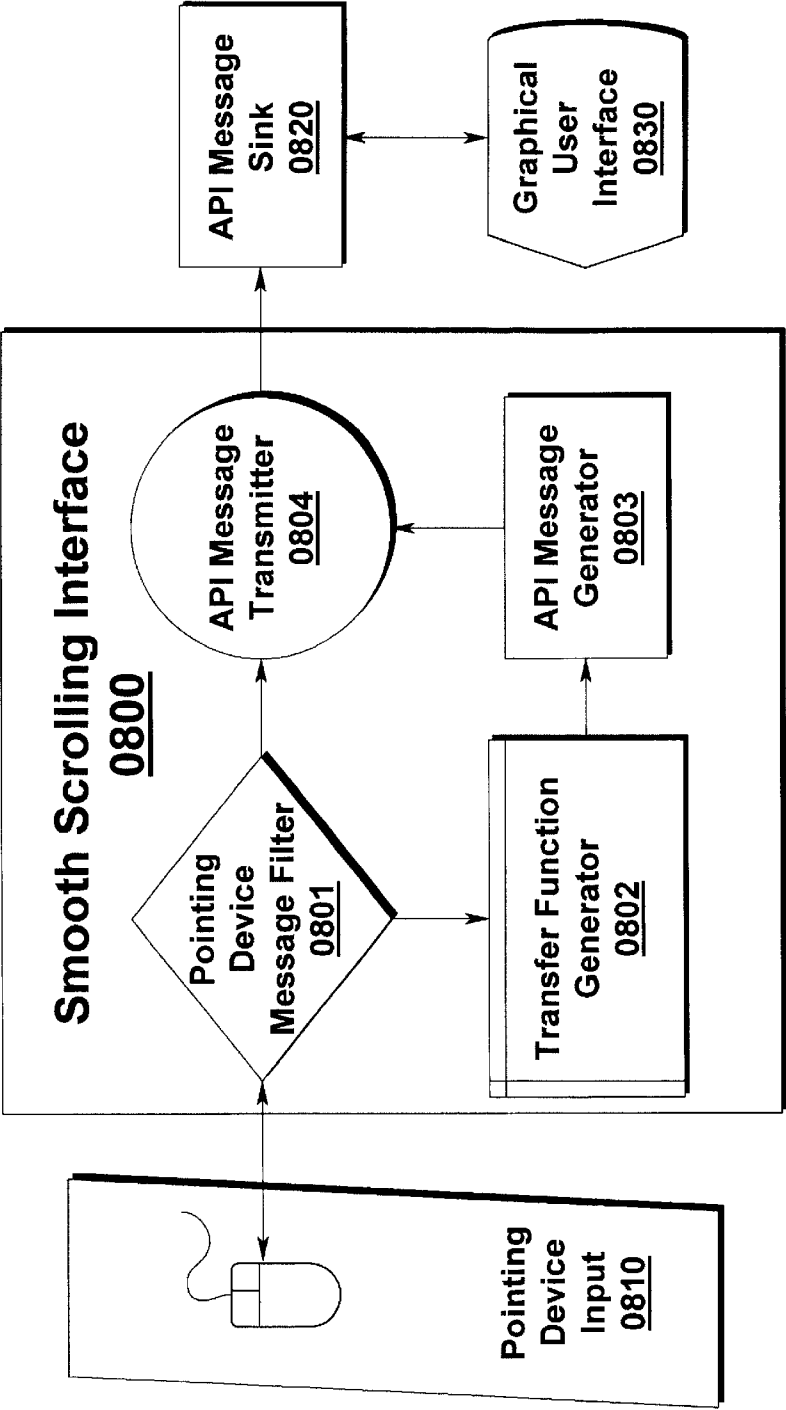 Smooth Scrolling Interface
0800
Pointing
Device
Input
0810
Pointing
Device
Message Filter
0801
API Message
Transmitter
0804
API Message
Sink
0820
Transfer Function
Generator
0802
API Message
Generator
0803
Graphical
User
Interface
0830